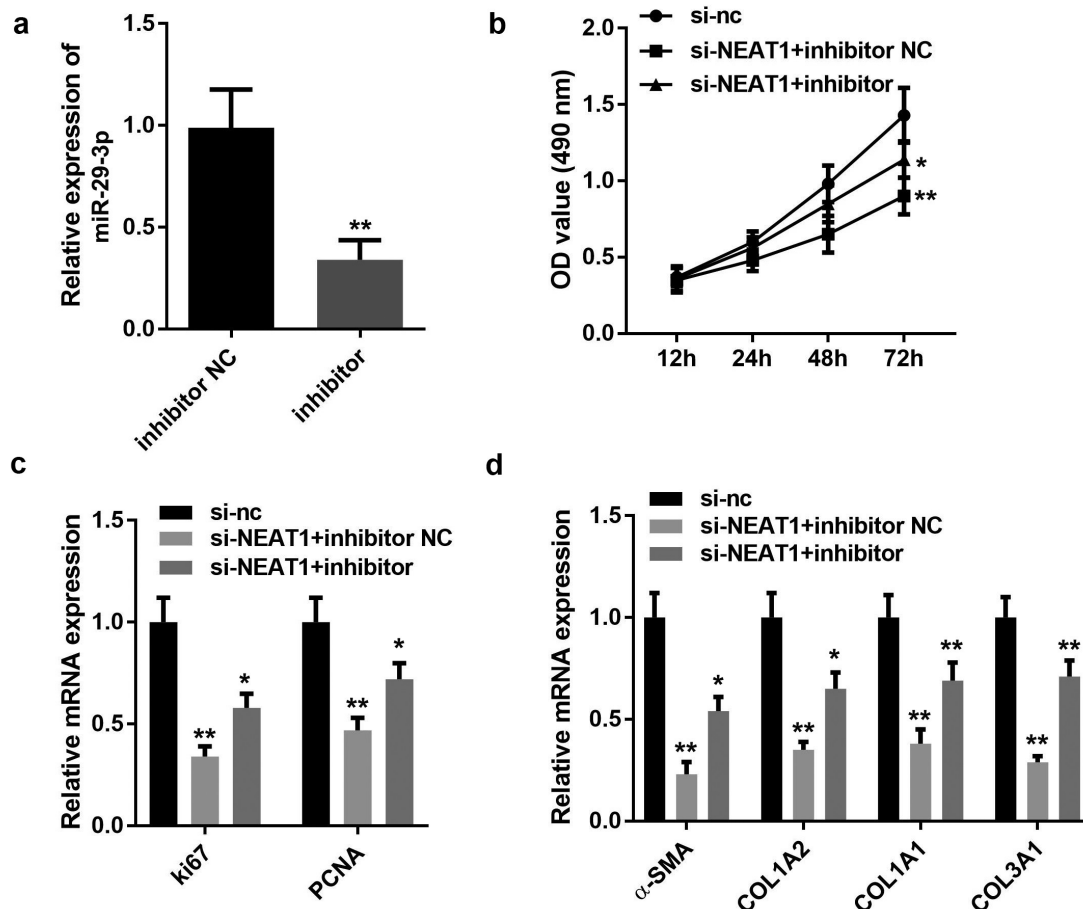 a
Relative expression of
miR-29-3p
1.5
1.0
0.5
0.0
**
inhibitor NC
inhibitor
b
si-nc
si-NEAT1+inhibitor NC
si-NEAT1+inhibitor
OD value (490 nm)
2.0
1.5
1.0
0.5
0.0
*
**
12h
24h
48h
72h
c
si-nc
si-NEAT1+inhibitor NC
si-NEAT1+inhibitor
Relative mRNA expression
1.5
1.0
0.5
0.0
**
*
**
*
ki67
PCNA
d
si-nc
si-NEAT1+inhibitor NC
si-NEAT1+inhibitor
Relative mRNA expression
1.5
1.0
0.5
0.0
**
*
**
*
**
**
**
**
α-SMA
COL1A2
COL1A1
COL3A1